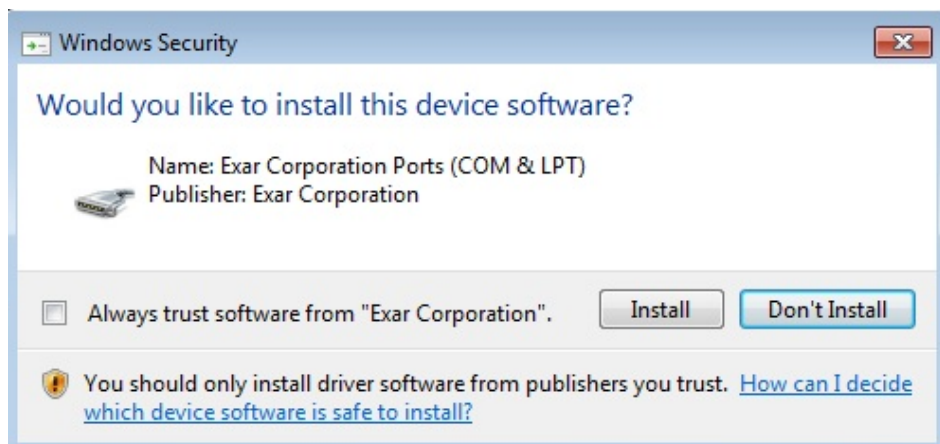 Windows Security
Would you like to install this device software?
Name: Exar Corporation Ports (COM & LPT)
Publisher: Exar Corporation
Always trust software from "Exar Corporation".
Install
Don't Install
You should only install driver software from publishers you trust. How can I decide
which device software is safe to install?